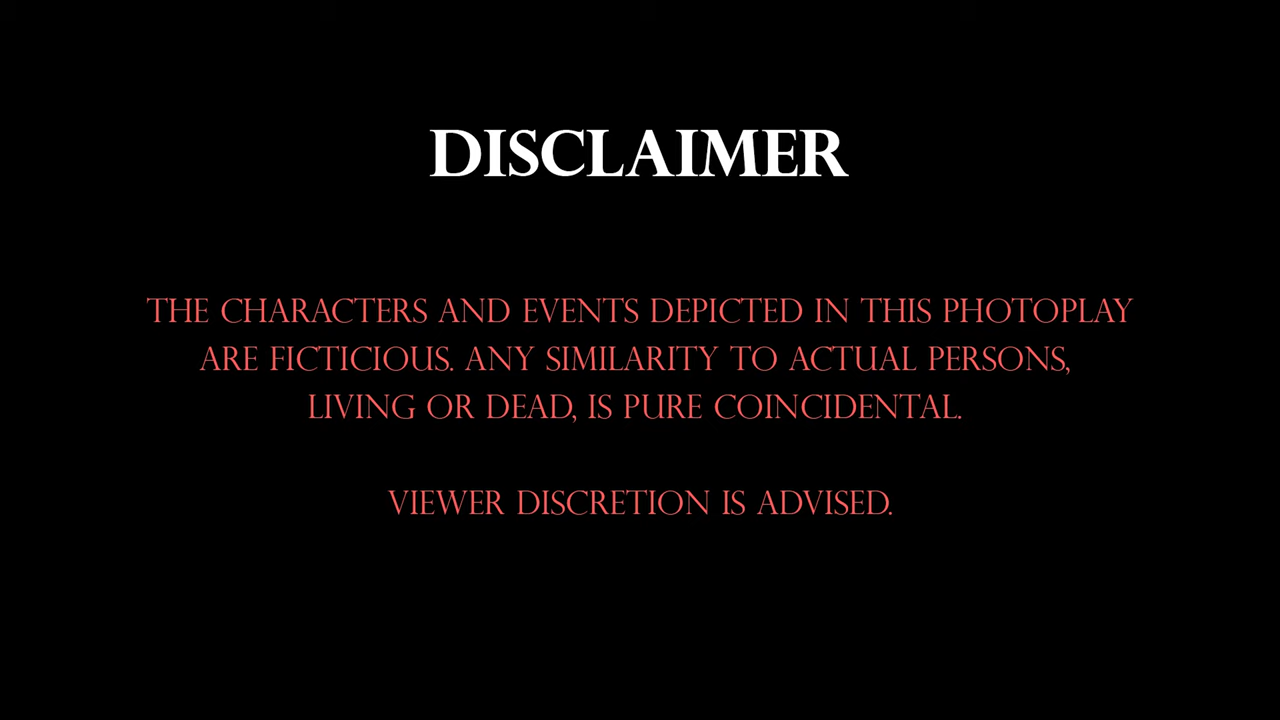 DISCLAIMER
THE CHARACTERS AND EVENTS DEPICTED IN THIS PHOTOPLAY
ARE FICTICIOUS. ANY SIMILARITY TO ACTUAL PERSONS,
LIVING OR DEAD, IS PURE COINCIDENTAL.
VIEWER DISCRETION IS ADVISED.